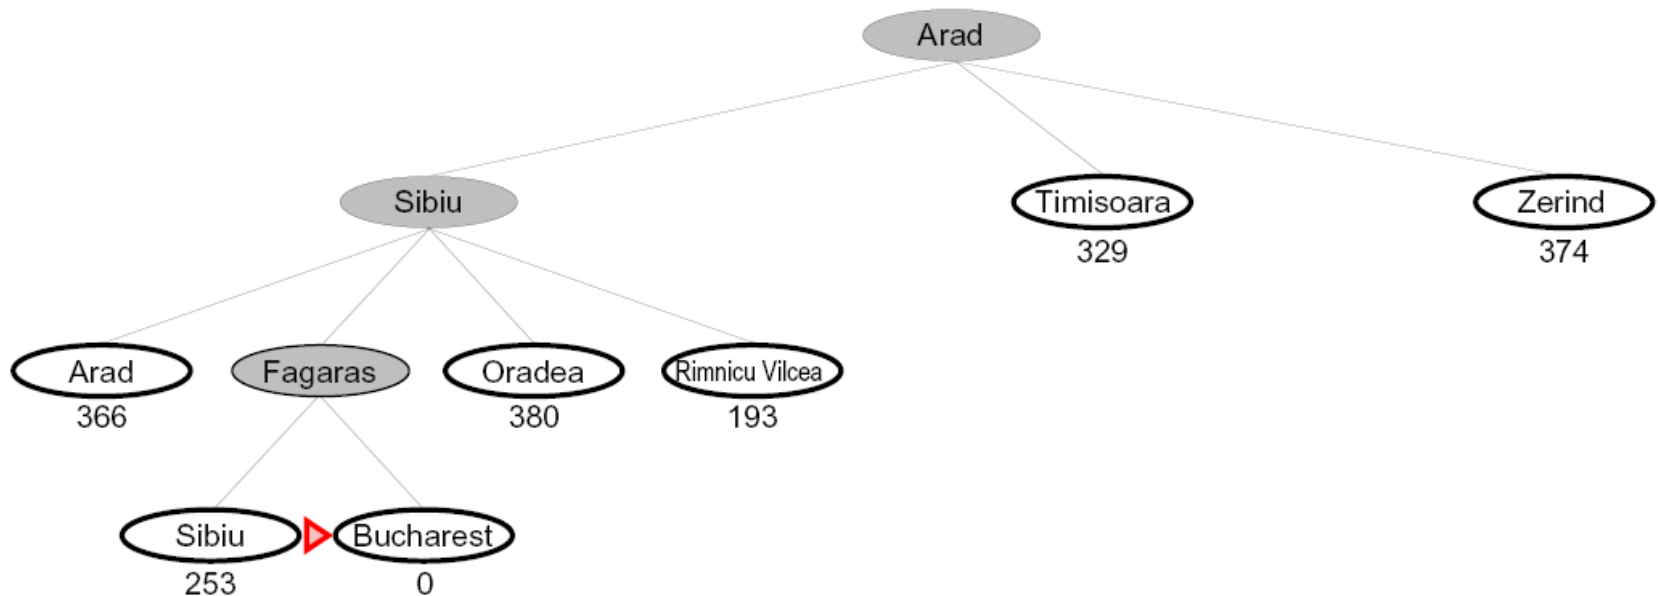 Arad
Sibiu
Timisoara
Zerind
329
374
Arad
Fagaras
Oradea
Rimnicu Vilcea
366
380
193
Sibiu
Bucharest
253
0